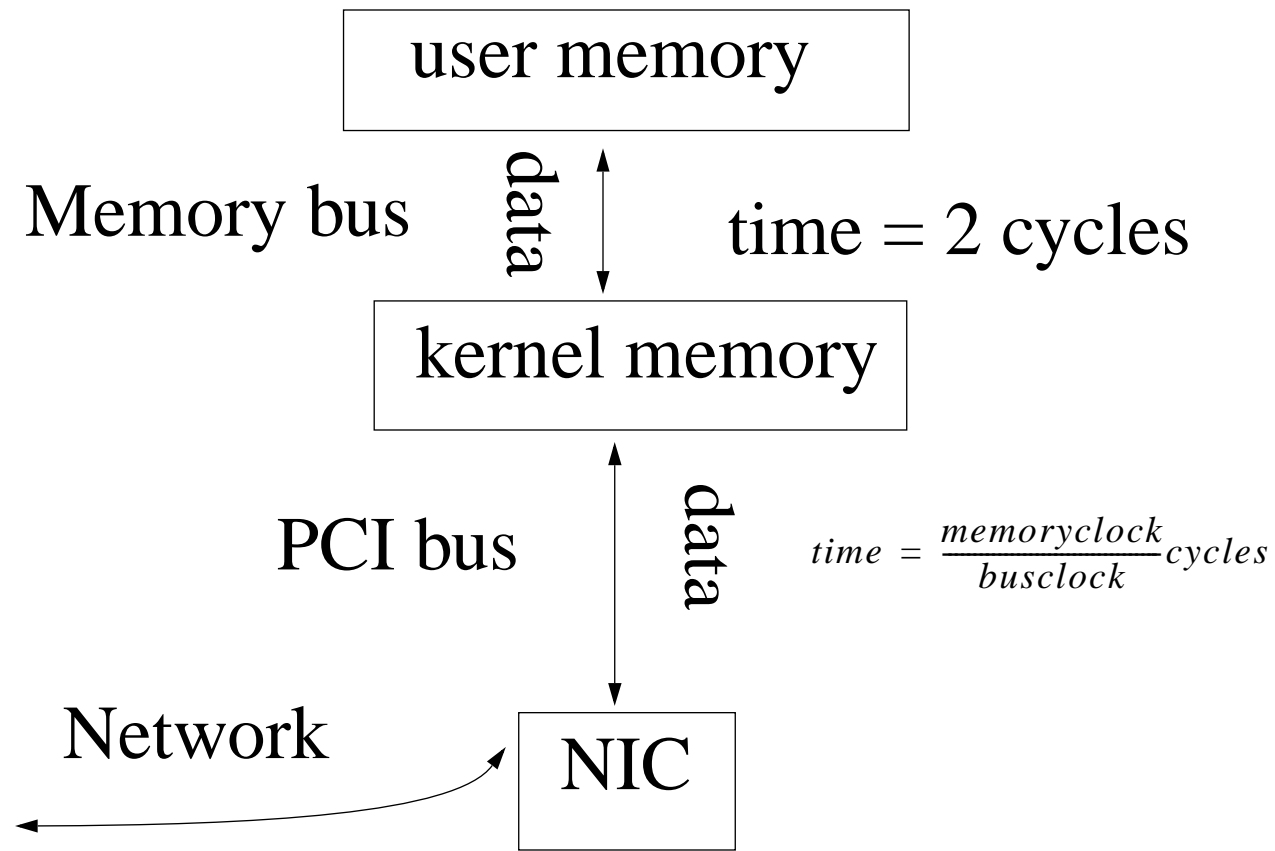 user memory
data
Memory bus
time = 2 cycles
kernel memory
PCI bus
data
time = memoryclock
busclock cycles
Network
NIC